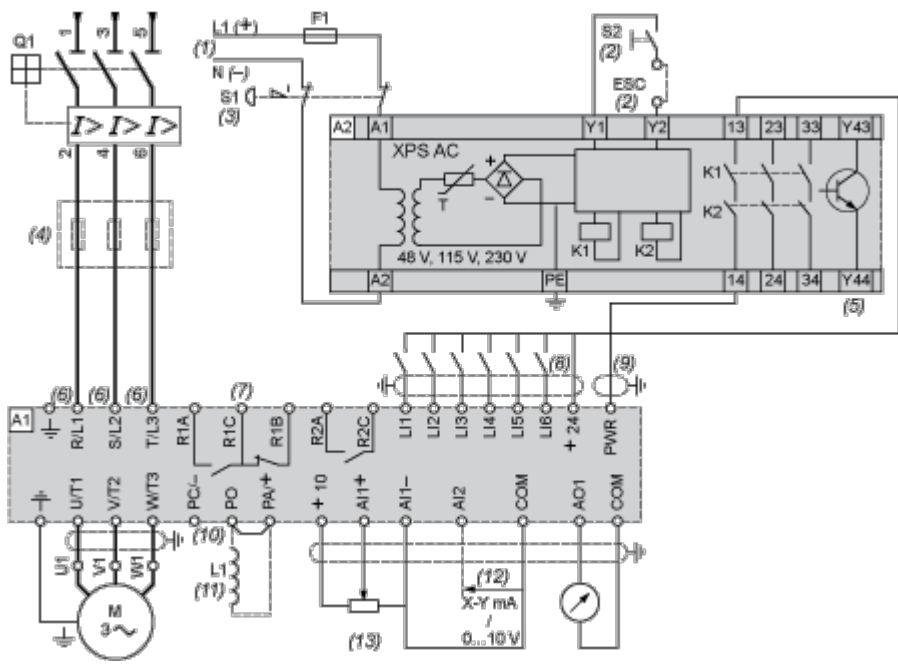 1 3 5
Q1
I> I> I>
2 4 6
(4)
L1 (+) F1
(1)
N (–)
S1
(3)
S2
(2)
ESC
(2)
A2 A1 Y1 Y2 13 23 33 Y43
XPS AC
+
–
T
K1
K2
48 V, 115 V, 230 V
K1 K2
A2 PE 14 24 34 Y44
(5)
(6) (6) (6) (7) (8) (9)
A1
R/L1 S/L2 T/L3 R1A R1C R1B R2A R2C LI1 LI2 LI3 LI4 LI5 LI6 + 24 PWR
U/T1 V/T2 W/T3 PC/– PO PA/+ + 10 AI1+ AI1– AI2 COM AO1 COM
(10)
U1 V1 W1
L1
(11)
(12)
X-Y mA
/
0...10 V
(13)
M
3~